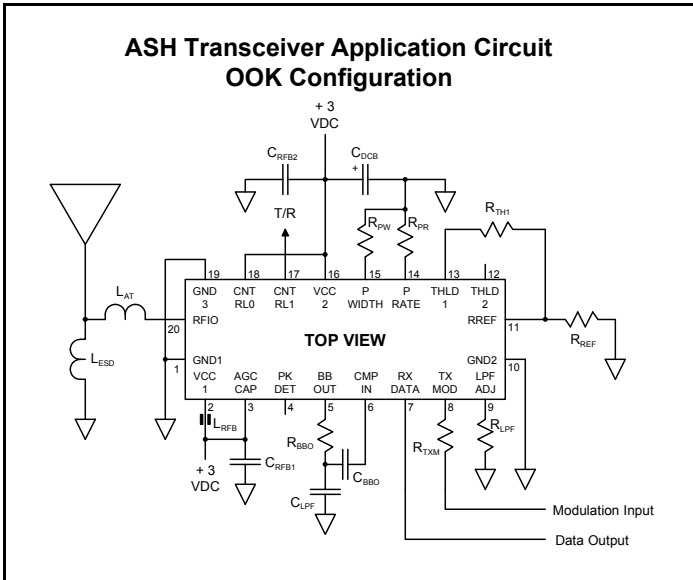 ASH Transceiver Application Circuit
OOK Configuration
+ 3
VDC
CRFB2
CDCB
+
T/R
RPW
RPR
RTH1
19
18
17
16
15
14
13
12
GND
3
CNT
RL0
CNT
RL1
VCC
2
P
WIDTH
P
RATE
THLD
1
THLD
2
LAT
20
RFIO
TOP VIEW
RREF
11
RREF
LESD
1
GND1
GND2
10
VCC
1
AGC
CAP
PK
DET
BB
OUT
CMP
IN
RX
DATA
TX
MOD
LPF
ADJ
2
3
4
5
6
7
8
9
LRFB
RBBO
RTXM
RLPF
+ 3
VDC
CRFB1
CBBO
CLPF
Modulation Input
Data Output